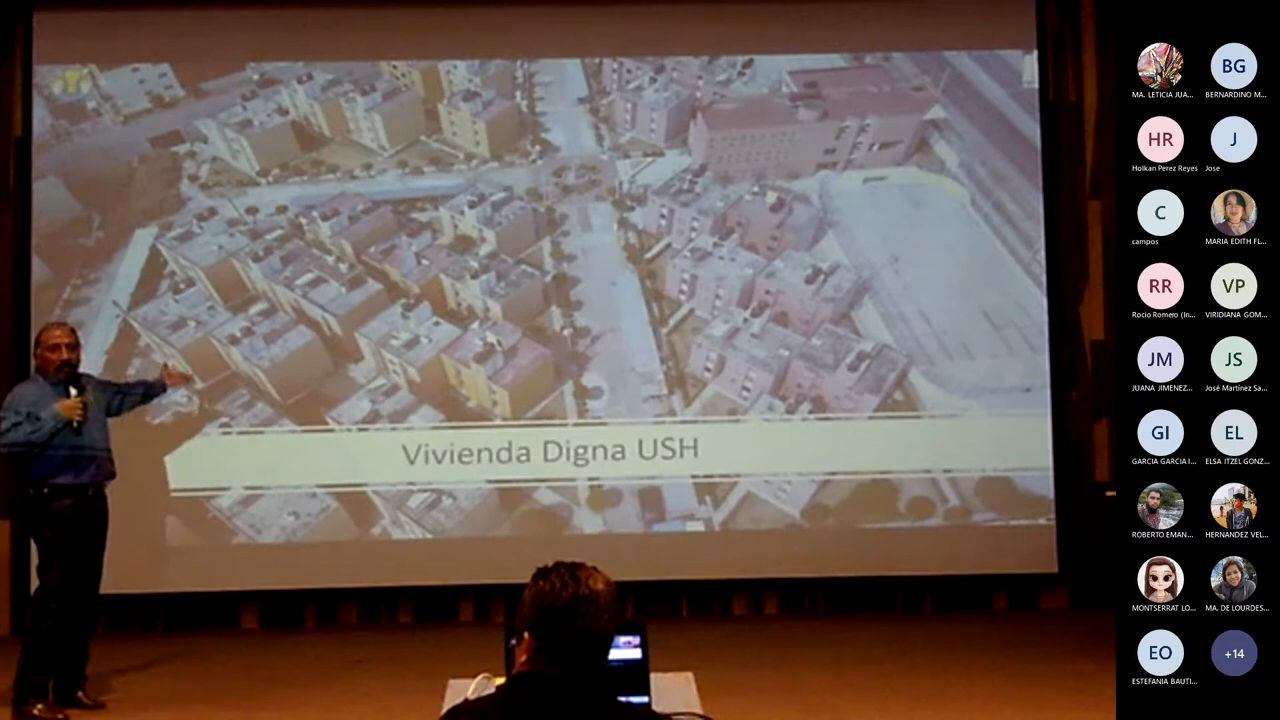 Vivienda Digna USH
MA. LETICIA JUA...
BG
BERNARDINO M...
HR
Holkan Perez Reyes
J
Jose
C
campos
MARIA EDITH FL...
RR
Rocio Romero (In...
VP
VIRIDIANA GOM...
JM
JUANA JIMENEZ...
JS
José Martínez Sa...
GI
GARCIA GARCIA I...
EL
ELSA ITZEL GONZ...
ROBERTO EMAN...
HERNANDEZ VEL...
MONTSERRAT LO...
MA. DE LOURDES...
EO
ESTEFANIA BAUTI...
+14